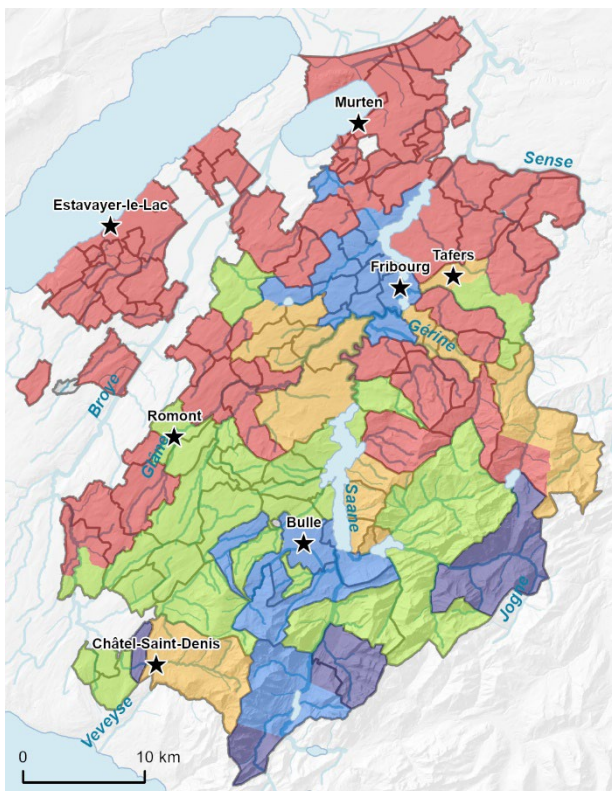 Murten
Sense
Estavayer-le-Lac
Tafers
Fribourg
Gérine
Broye
Romont
Glâne
Saane
Bulle
Jogne
Châtel-Saint-Denis
Veveyse
0 10 km